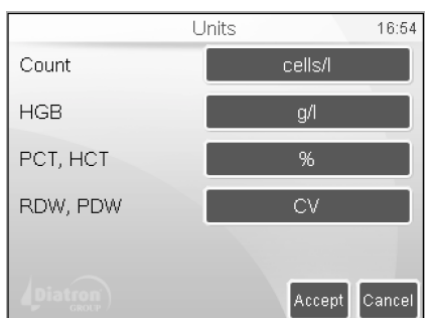 Units 16:54
Count cells/l
HGB g/l
PCT, HCT %
RDW, PDW CV
Diatron
GROUP
Accept Cancel